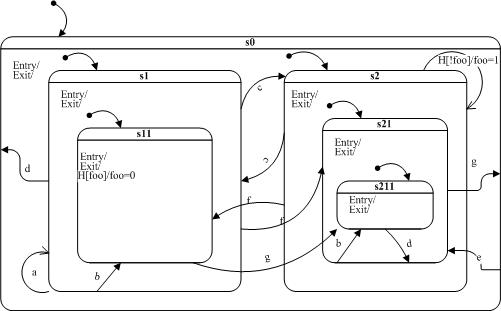 s0
H[!foo]/foo=1
Entry/
Exit/
s1
s2
Entry/
Exit/
c
Entry/
Exit/
s11
s21
Entry/
Exit/
H[foo]/foo=0
Entry/
Exit/
c
d
g
s211
Entry/
Exit/
f
f
b
d
g
e
a
b